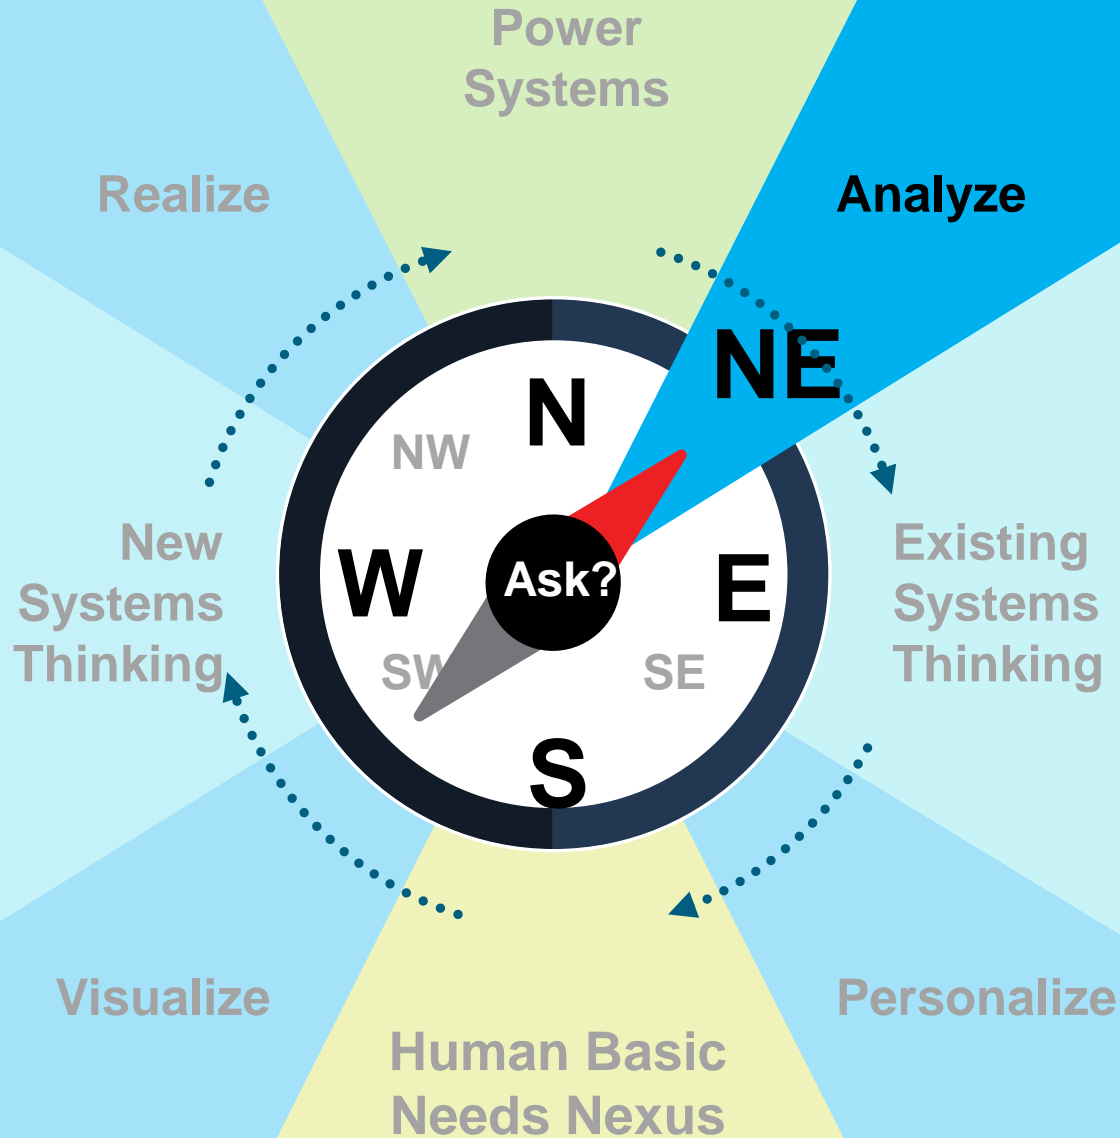 Power
Systems
Realize
Analyze
NE
N
NW
New
Systems
Thinking
W
Ask?
E
Existing
Systems
Thinking
SW
SE
S
Visualize
Personalize
Human Basic
Needs Nexus